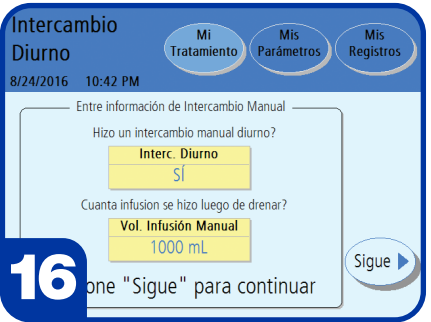 Intercambio
Diurno
8/24/2016 10:42 PM
Mi
Tratamiento
Mis
Parámetros
Mis
Registros
Entre información de Intercambio Manual
Hizo un intercambio manual diurno?
Interc. Diurno
SÍ
Cuanta infusion se hizo luego de drenar?
Vol. Infusión Manual
1000 mL
Sigue
one "Sigue" para continuar
16